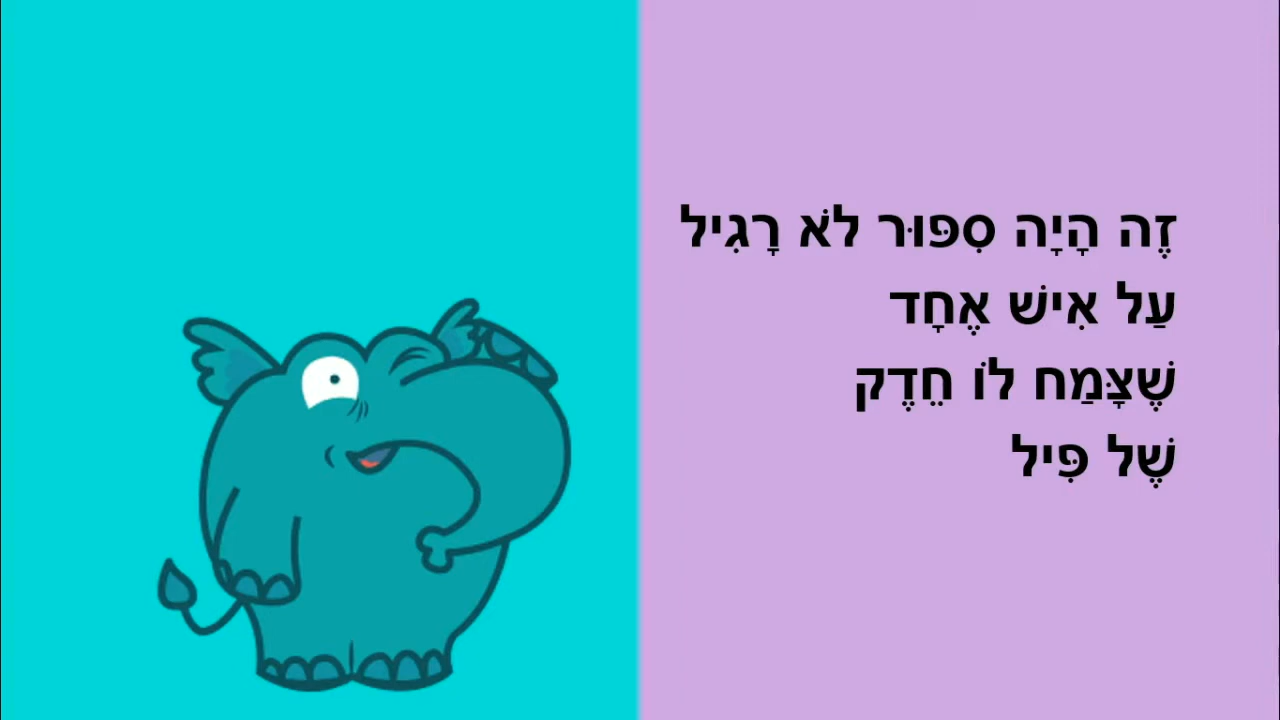 זֶה הָיָה סִפּוּר לֹא רָגִיל
עַל אִישׁ אֶחָד
שֶׁצָּמַח לוֹ חֵדֶק
שֶׁל פִּיל